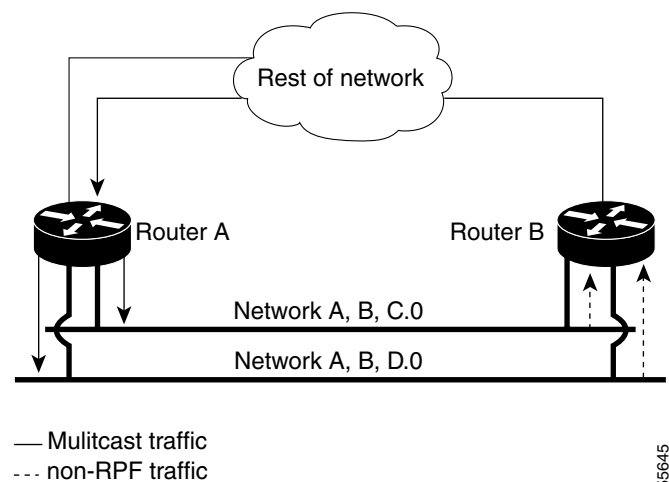 Rest of network
Router A
Router B
Network A, B, C.0
Network A, B, D.0
Mulitcast traffic
non-RPF traffic